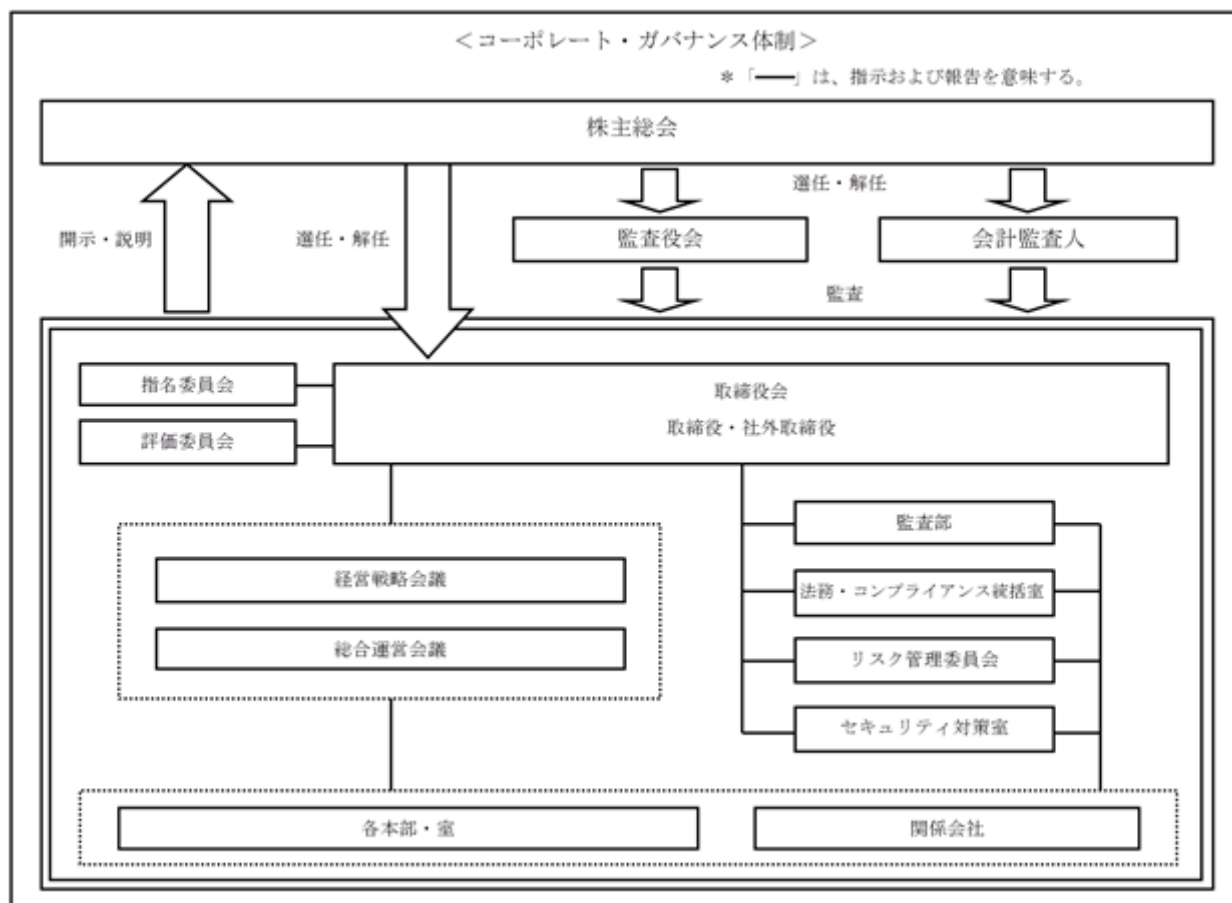 ＜コーポレート・ガバナンス体制＞
＊「━━」は、指示および報告を意味する。
株主総会
選任・解任
開示・説明
選任・解任
監査役会
会計監査人
監査
指名委員会
取締役会
評価委員会
取締役・社外取締役
監査部
経営戦略会議
法務・コンプライアンス統括室
総合運営会議
リスク管理委員会
セキュリティ対策室
各本部・室
関係会社